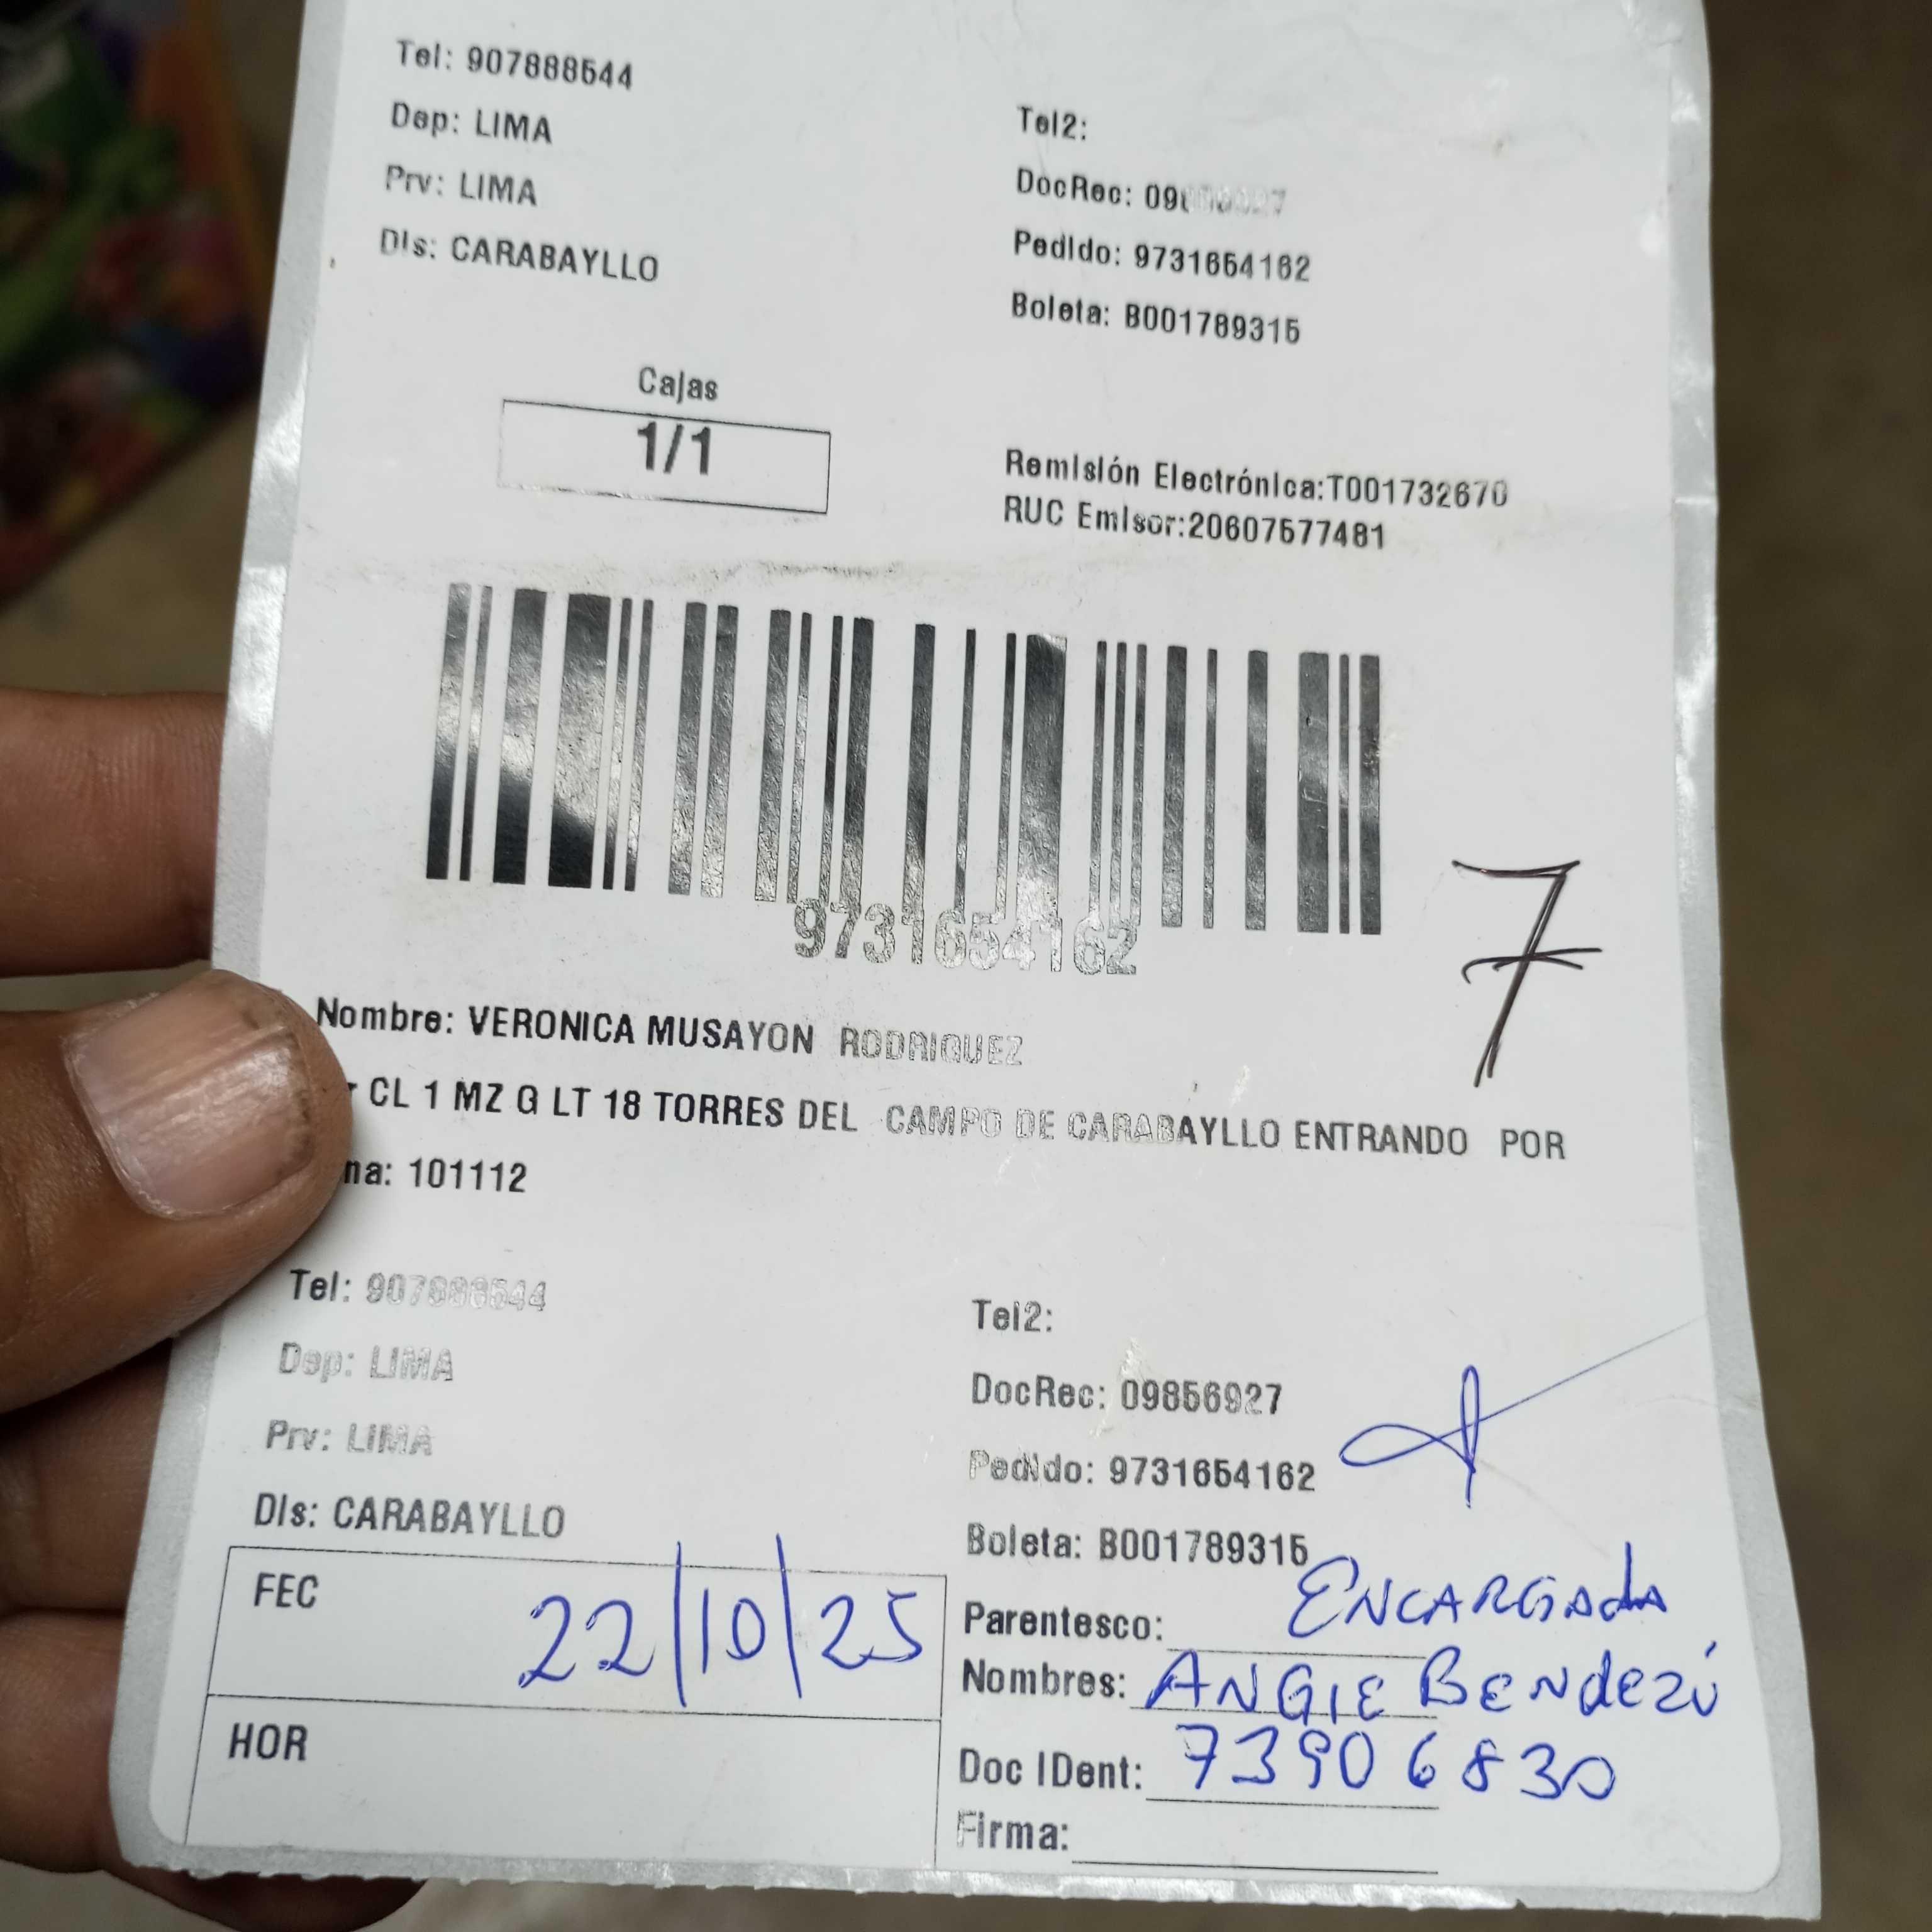 Tel: 907888544
Dep: LIMA
Prv: LIMA
Dis: CARABAYLLO
Tel2:
DocRec:
Pedido: 9731654162
Boleta: B001789315
Cajas
1/1
Remisión Electrónica:T001732670
RUC Emisor:20607577481
9731654162
7
Nombre: VERONICA MUSAYON RODRIGUEZ
CL 1 MZ G LT 18 TORRES DEL CAMPO DE CARABAYLLO ENTRANDO POR
na: 101112
Tel: 907888544
Dep: LIMA
Prv: LIMA
Dis: CARABAYLLO
Tel2:
DocRec: 09856927
Pedido: 9731654162
Boleta: B001789315
FEC 22/10/25
HOR
Parentesco: ENCARGAdA
Nombres: ANGIE BENdEZÚ
Doc IDent: 73906830
Firma: